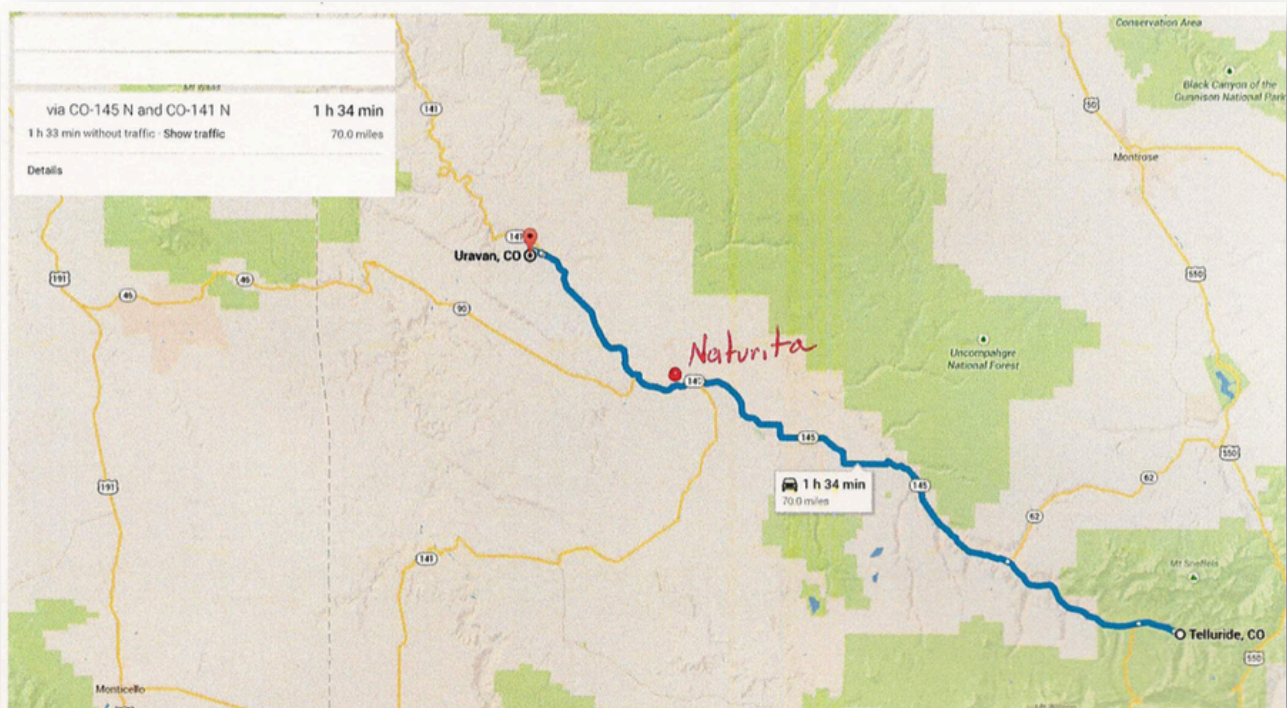 Conservation Area
Black Canyon of the
Gunnison National Park
via CO-145 N and CO-141 N
1 h 34 min
1 h 33 min without traffic · Show traffic
70.0 miles
Details
141
50
Montrose
141
Uravan, CO
191
46
46
90
550
Naturita
Uncompahgre
National Forest
145
1 h 34 min
70.0 miles
145
191
550
62
62
141
Mt Sneffels
Telluride, CO
550
Monticello